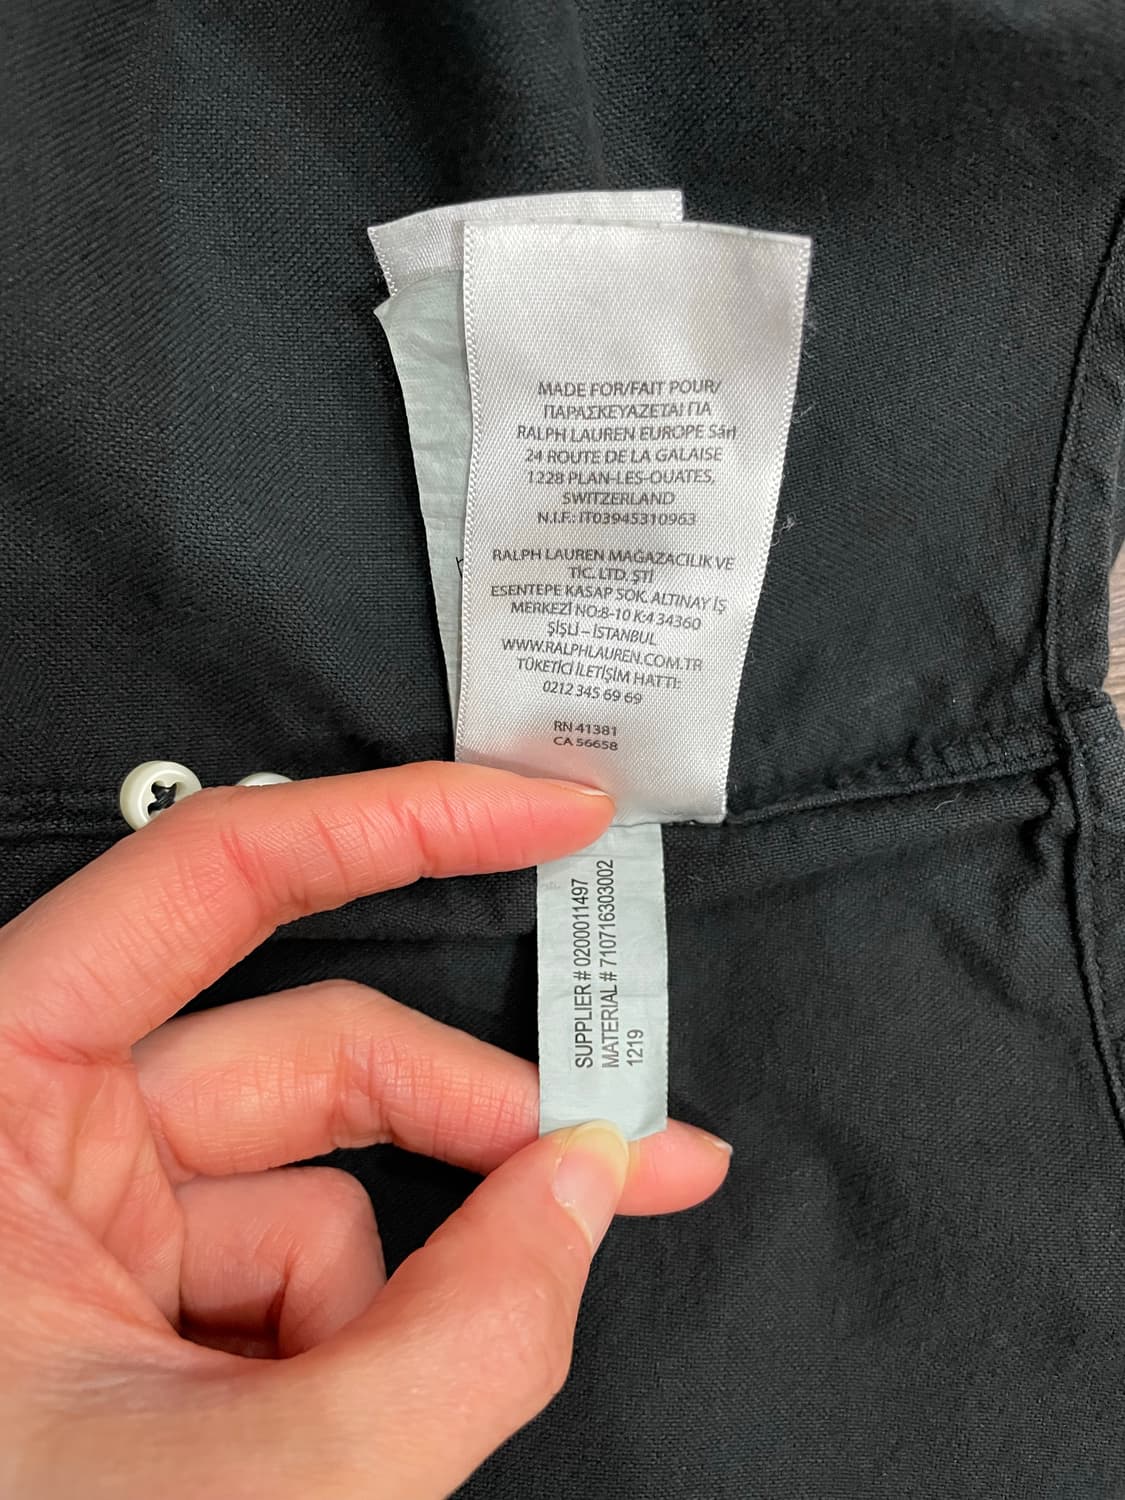 MADE FOR/FAIT POUR/
ΠΑΡΑΣΚΕΥΑΖΕΤΑΙ ΓΙΑ
RALPH LAUREN EUROPE Sárl
24 ROUTE DE LA GALAISE
1228 PLAN-LES-OUATES,
SWITZERLAND
N.I.F.: IT03945310963
RALPH LAUREN MAĞAZACILIK VE
TİC. LTD. ŞTİ
ESENTEPE KASAP SOK. ALTINAY İŞ
MERKEZİ NO:8-10 K:4 34360
ŞİŞLİ – İSTANBUL
WWW.RALPHLAUREN.COM.TR
TÜKETİCİ İLETİŞİM HATTI:
0212 345 69 69
RN 41381
CA 56658
SUPPLIER # 0200011497
MATERIAL # 710716303002
1219